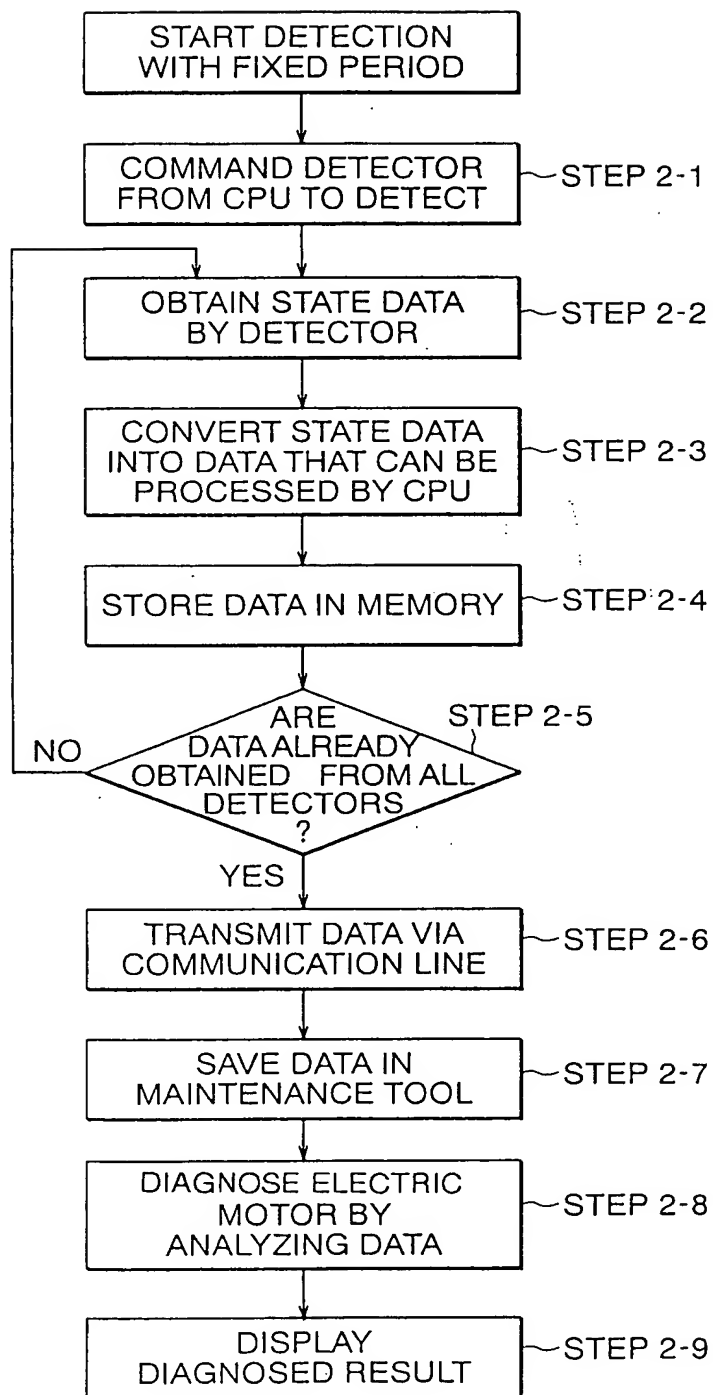 START DETECTION
WITH FIXED PERIOD
COMMAND DETECTOR
FROM CPU TO DETECT
STEP 2-1
OBTAIN STATE DATA
BY DETECTOR
STEP 2-2
CONVERT STATE DATA
INTO DATA THAT CAN BE
PROCESSED BY CPU
STEP 2-3
STORE DATA IN MEMORY
STEP 2-4
ARE
DATA ALREADY
OBTAINED FROM ALL
DETECTORS
?
STEP 2-5
NO
YES
TRANSMIT DATA VIA
COMMUNICATION LINE
STEP 2-6
SAVE DATA IN
MAINTENANCE TOOL
STEP 2-7
DIAGNOSE ELECTRIC
MOTOR BY
ANALYZING DATA
STEP 2-8
DISPLAY
DIAGNOSED RESULT
STEP 2-9